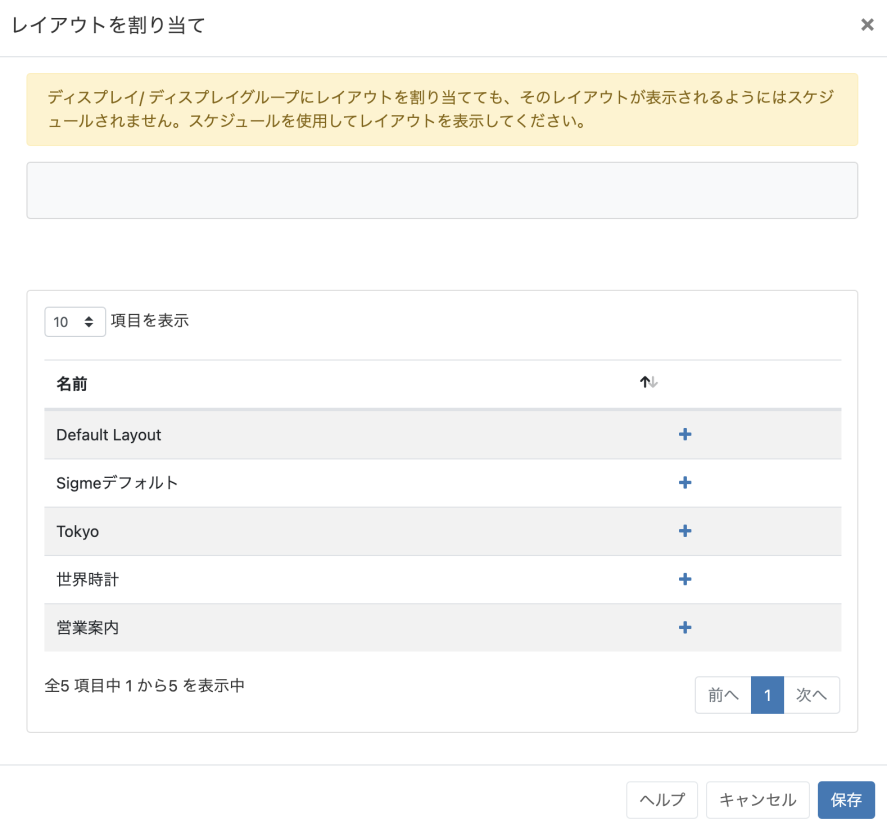 レイアウトを割り当て
×
ディスプレイ/ ディスプレイグループにレイアウトを割り当てても、そのレイアウトが表示されるようにはスケジ
ュールされません。スケジュールを使用してレイアウトを表示してください。
10 項目を表示
名前
Default Layout
Sigmeデフォルト
Tokyo
世界時計
営業案内
全5 項目中 1 から5 を表示中
前へ 1 次へ
ヘルプ キャンセル 保存